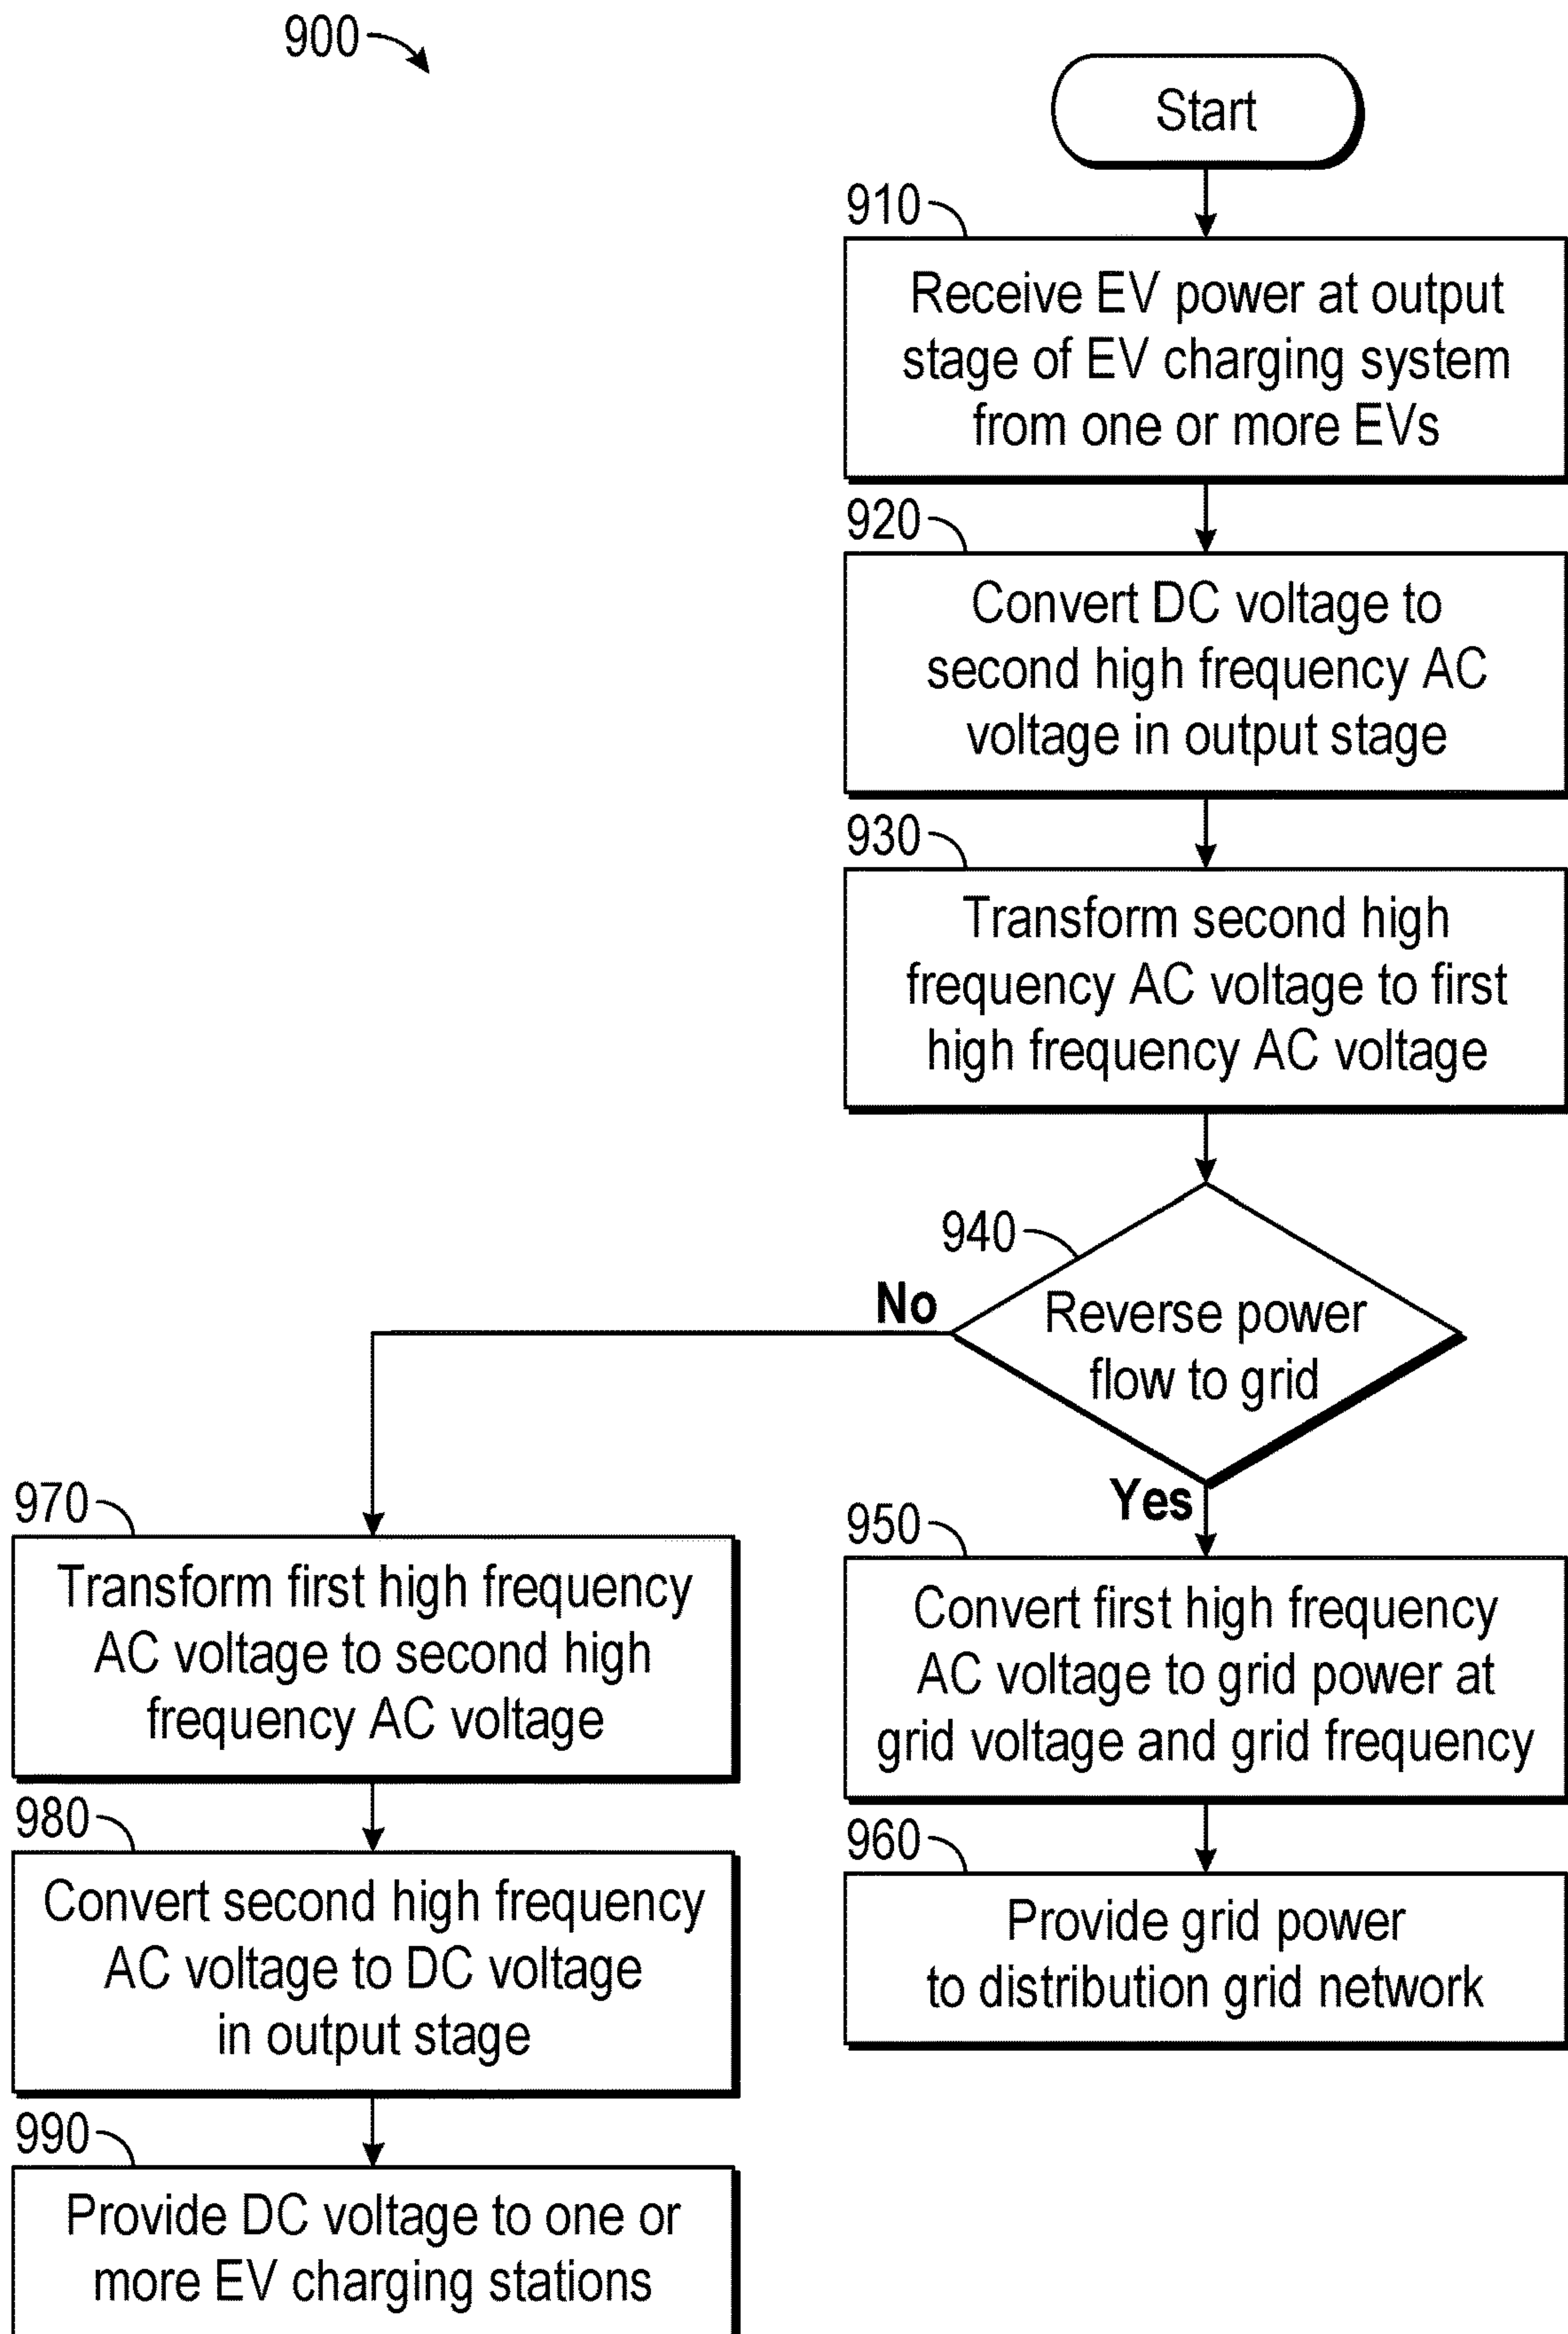 900
Start
910
Receive EV power at output
stage of EV charging system
from one or more EVs
920
Convert DC voltage to
second high frequency AC
voltage in output stage
930
Transform second high
frequency AC voltage to first
high frequency AC voltage
940
Reverse power
flow to grid
No
Yes
950
Convert first high frequency
AC voltage to grid power at
grid voltage and grid frequency
960
Provide grid power
to distribution grid network
970
Transform first high frequency
AC voltage to second high
frequency AC voltage
980
Convert second high frequency
AC voltage to DC voltage
in output stage
990
Provide DC voltage to one or
more EV charging stations